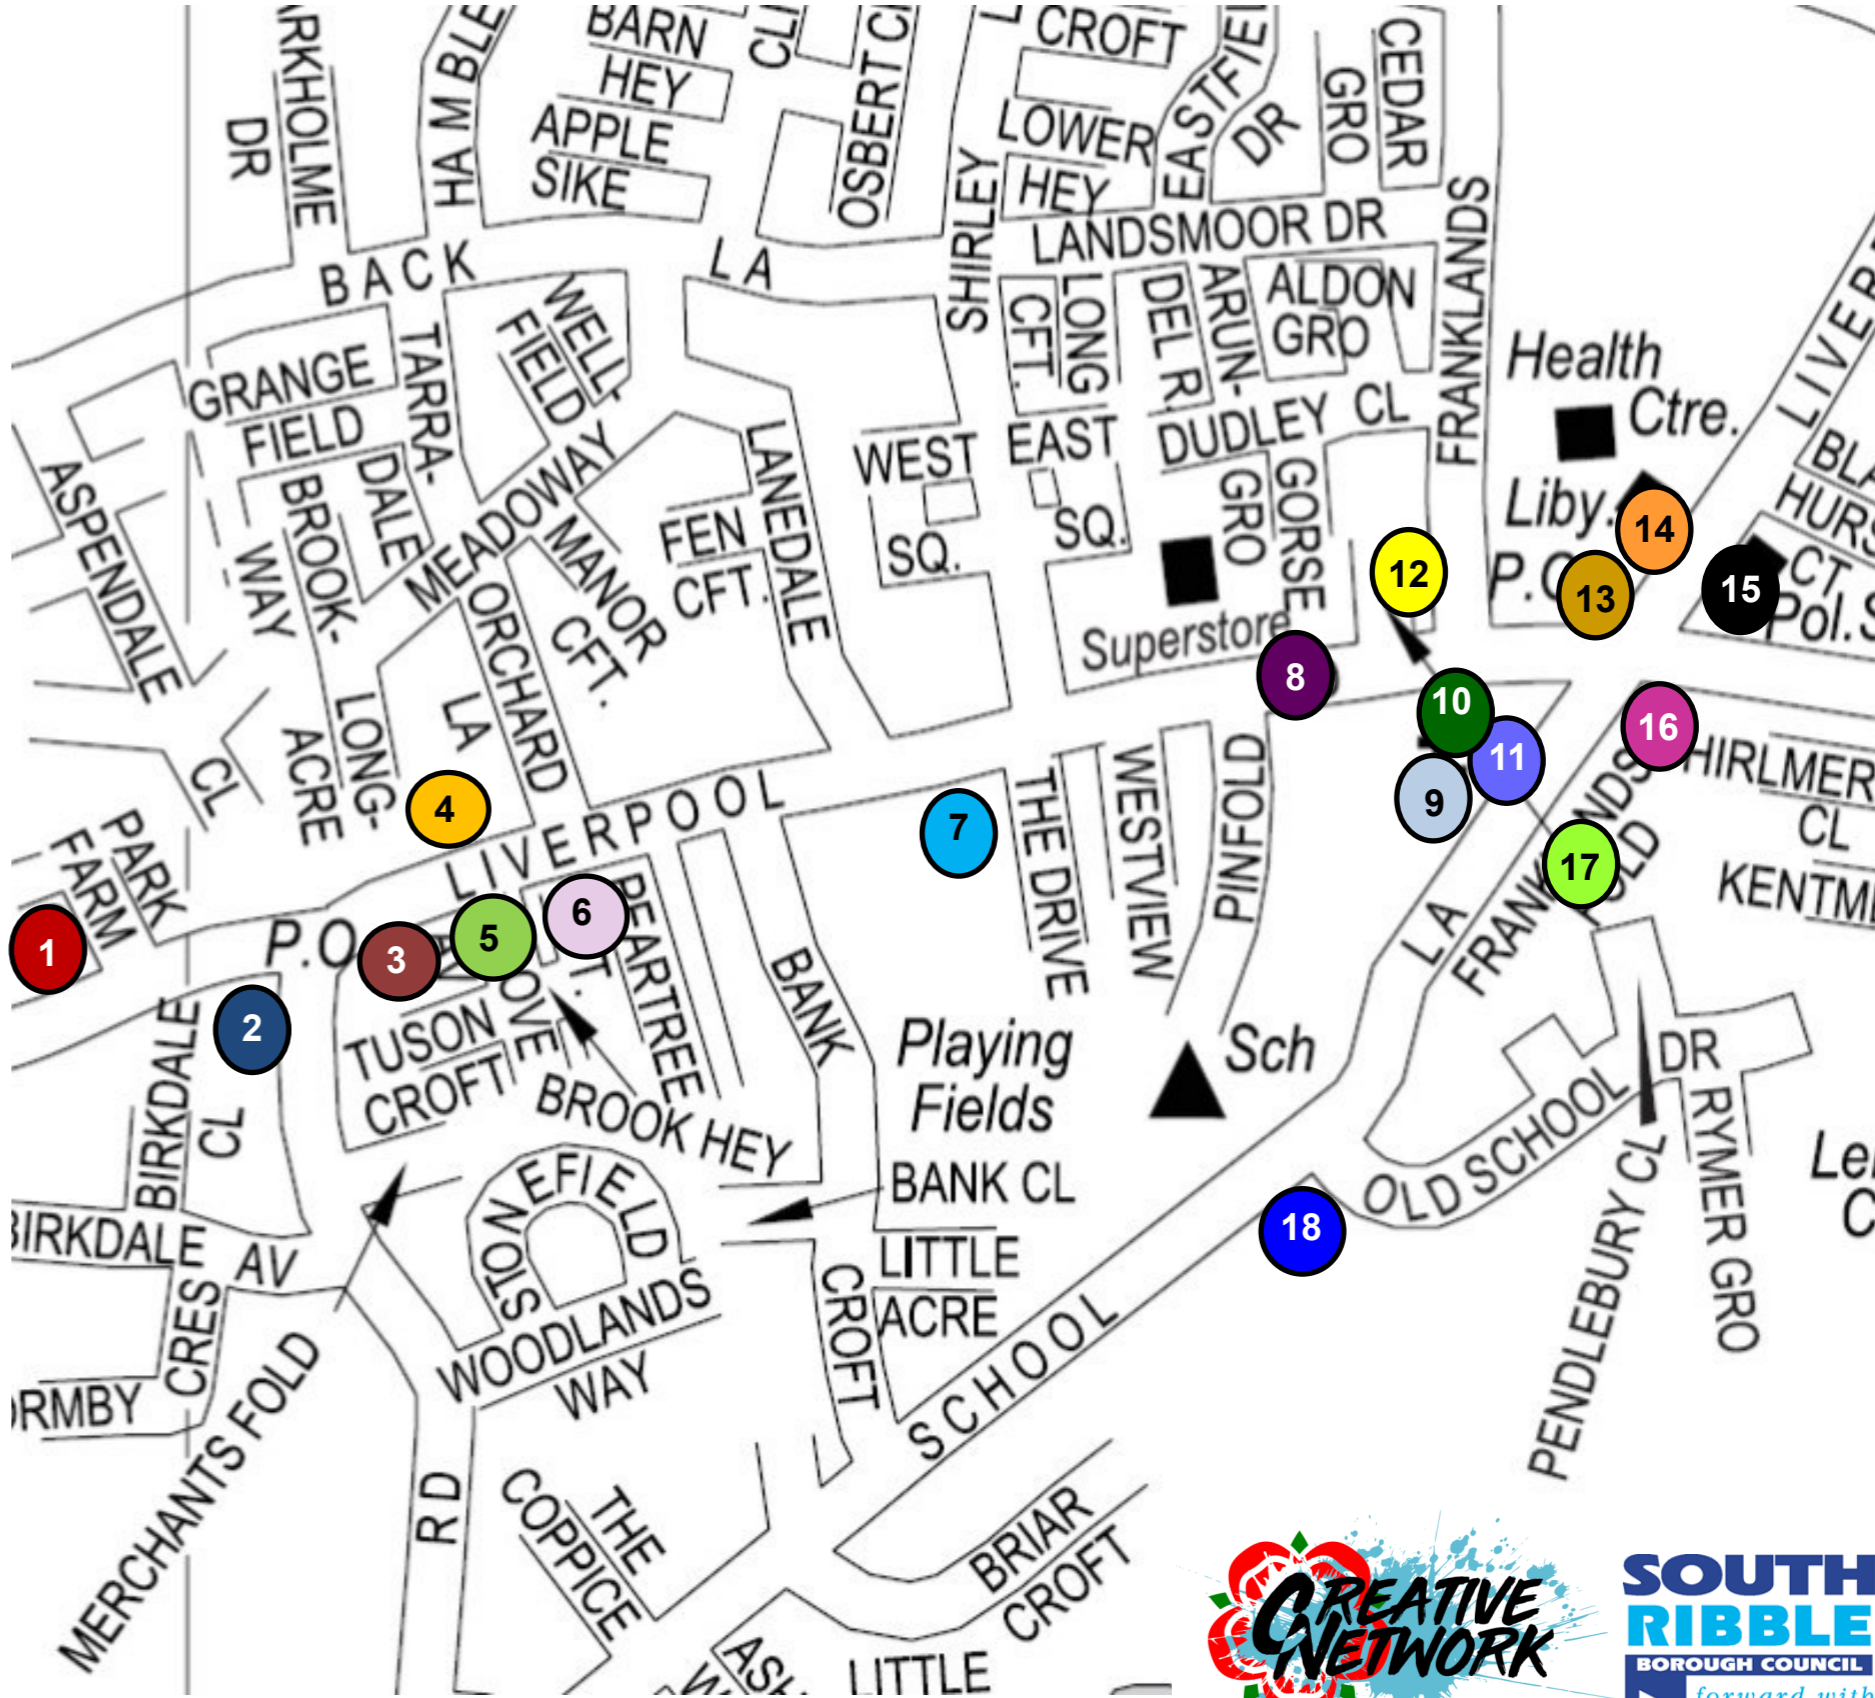 BARN
HEY
APPLE
SIKE
OSBERT
CROFT
LOWER
HEY
DR
GRO
CEDAR
DR
SHIRLEY
LANDSMOOR DR
FRANKLANDS
BACK
LA
GRANGE
FIELD
TARRA-
DALE
WELL-
FIELD
MEADOWAY
CFT.
LONG
DEL R.
ARUN-
ALDON
GRO
DUDLEY CL
GRO
GORSE
Health
Ctre.
Liby.
ASPENDALE
CL
WAY
BROOK-
MANOR
CFT.
FEN
CFT.
LANEDALE
WEST
SQ.
EAST
SQ.
Superstore
ORCHARD
LA
LONG-
ACRE
PARK
FARM
LIVERPOOL
P.O
PEARTREE
TUSON
CROFT
BROOK HEY
BANK
THE DRIVE
WESTVIEW
PINFOLD
Playing
Fields
Sch
BANK CL
LITTLE
ACRE
CROFT
SCHOOL
LA
OLD SCHOOL
DR
RYMER GRO
PENDLEBURY CL
CT
CL
BIRKDALE
CL
BIRKDALE
AV
CRES
MERCHANTS FOLD
RD
STONEFIELD
WOODLANDS
WAY
THE
COPPICE
BRIAR
CROFT
LITTLE
1
2
3
4
5
6
7
8
9
10
11
12
13
14
15
16
17
18
CREATIVE
NETWORK
SOUTH
RIBBLE
BOROUGH COUNCIL
forward with